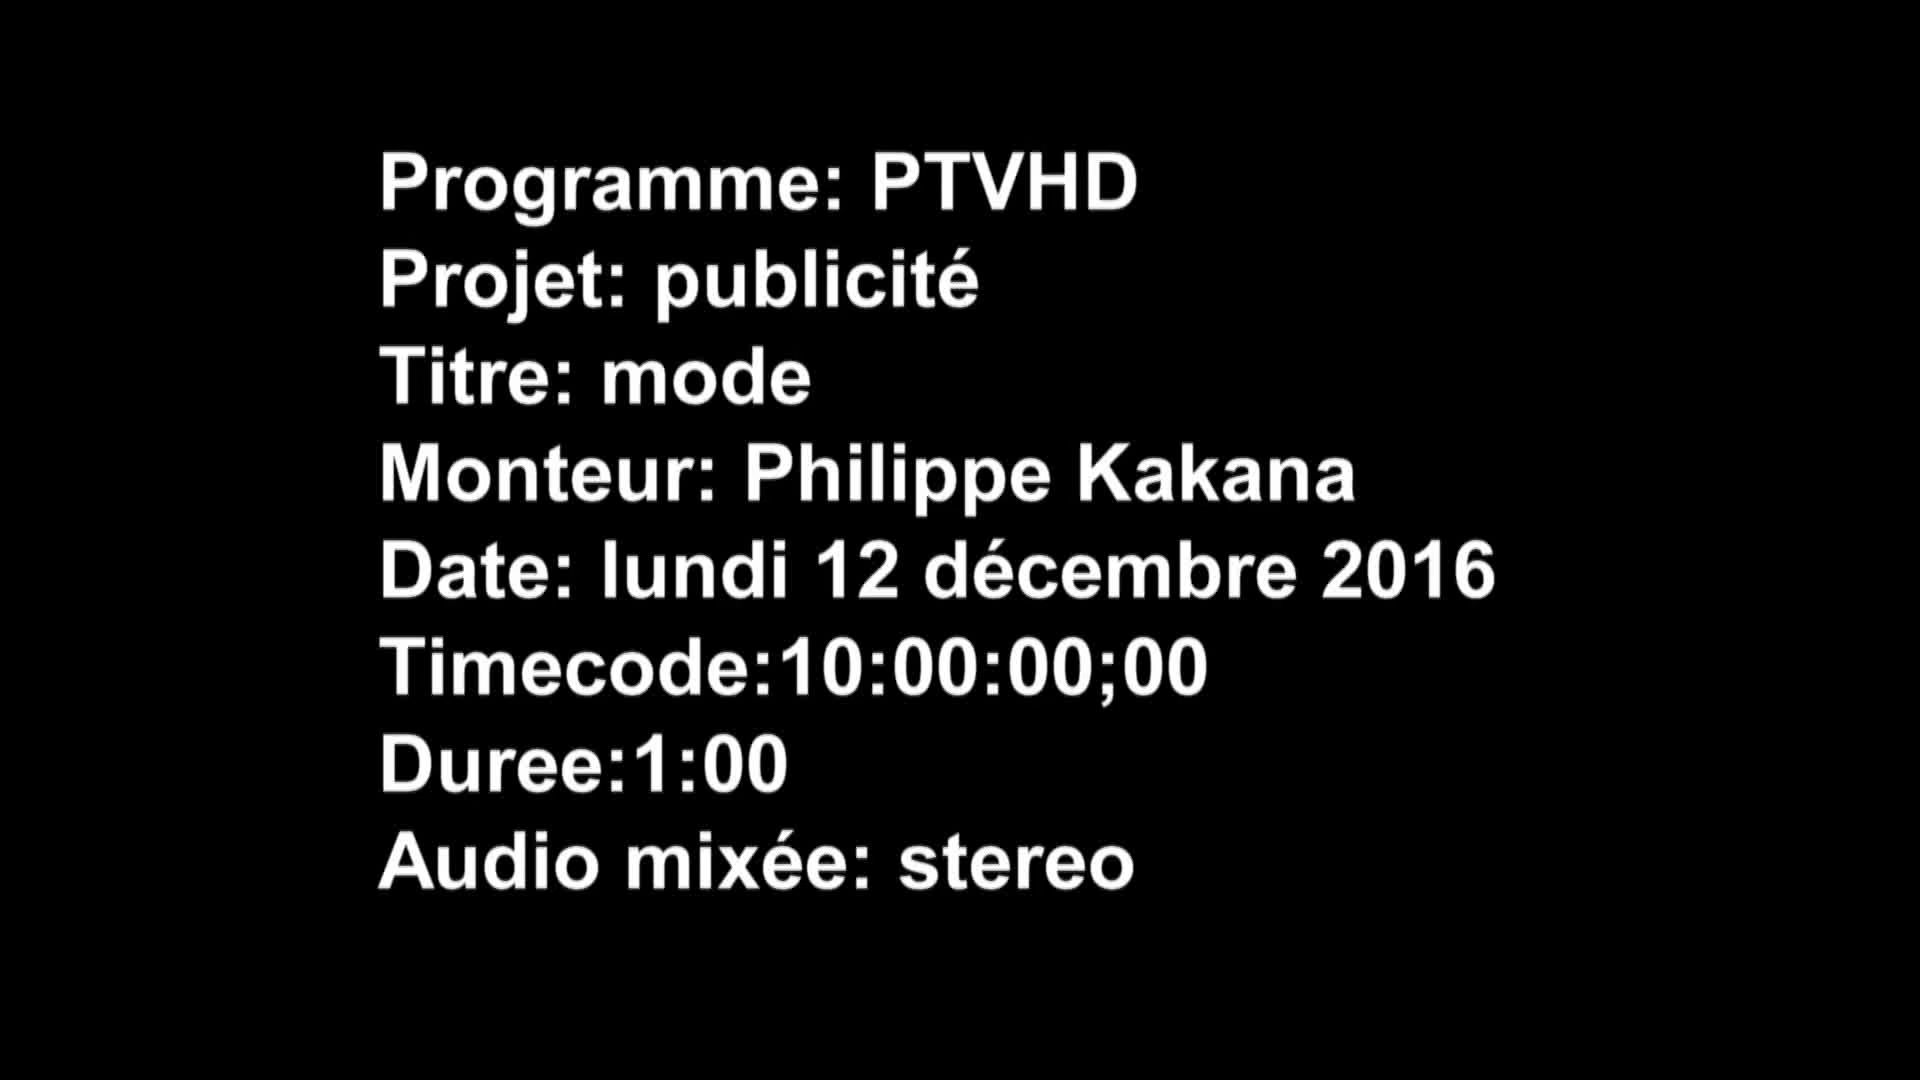 Programme: PTVHD
Projet: publicité
Titre: mode
Monteur: Philippe Kakana
Date: lundi 12 décembre 2016
Timecode:10:00:00;00
Duree:1:00
Audio mixée: stereo